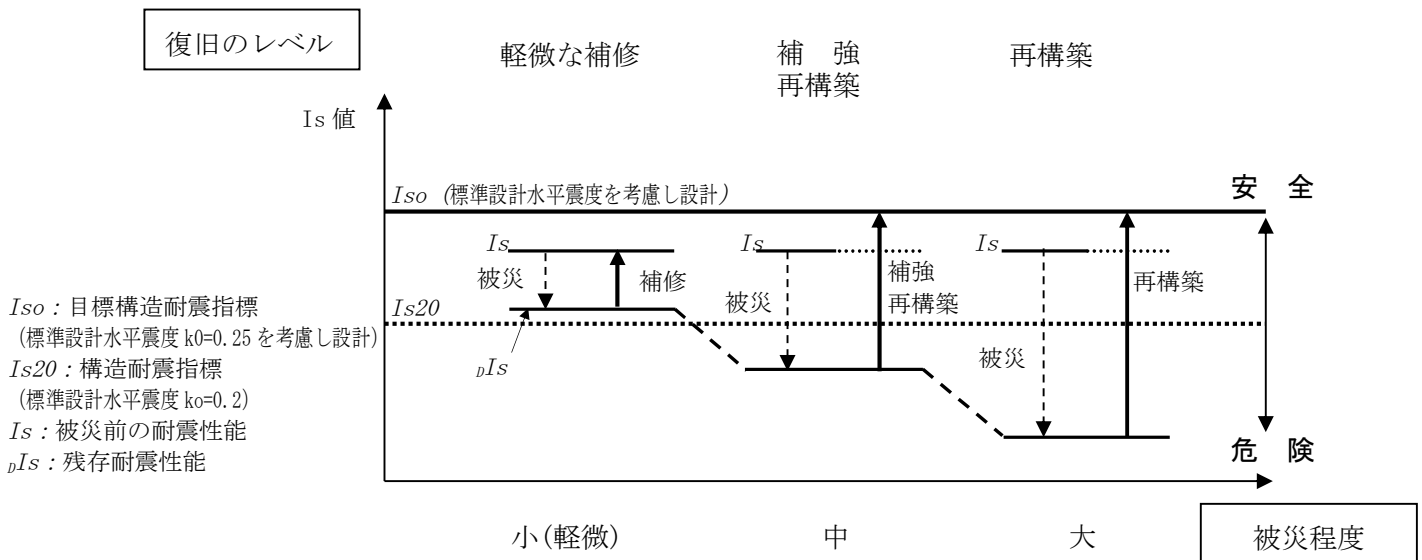 復旧のレベル
軽微な補修
補 強
再構築
再構築
Is 値
Iso (標準設計水平震度を考慮し設計)
安 全
Is
Is
Is
被災
補修
被災
補強
再構築
再構築
被災
Is20
DIs
Iso：目標構造耐震指標
(標準設計水平震度 k0=0.25 を考慮し設計)
Is20：構造耐震指標
(標準設計水平震度 ko=0.2)
Is：被災前の耐震性能
DIs：残存耐震性能
危 険
小(軽微)
中
大
被災程度